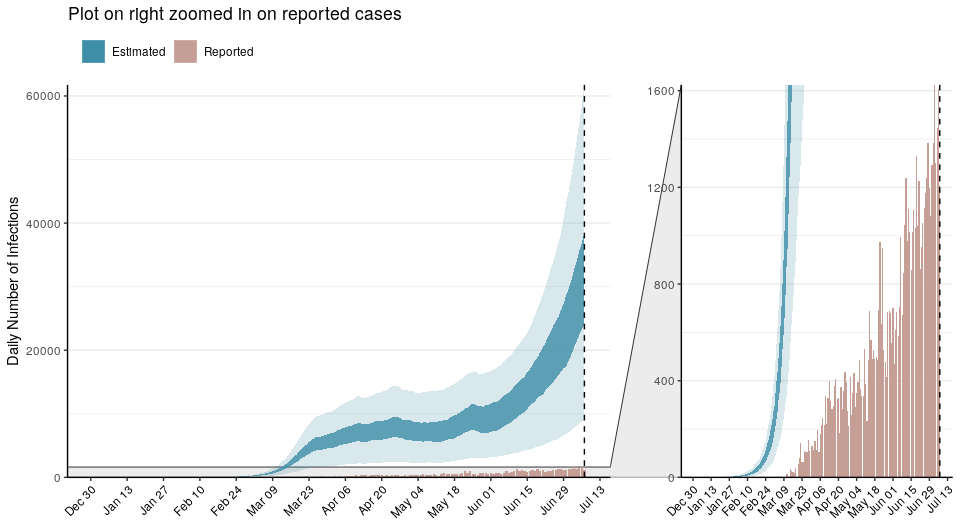 Plot on right zoomed in on reported cases
Estimated
Reported
Daily Number of Infections
60000
40000
20000
0
Dec 30
Jan 13
Jan 27
Feb 10
Feb 24
Mar 09
Mar 23
Apr 06
Apr 20
May 04
May 18
Jun 01
Jun 15
Jun 29
Jul 13
1600
1200
800
400
0
Dec 30
Jan 13
Jan 27
Feb 10
Feb 24
Mar 09
Mar 23
Apr 06
Apr 20
May 04
May 18
Jun 01
Jun 15
Jun 29
Jul 13